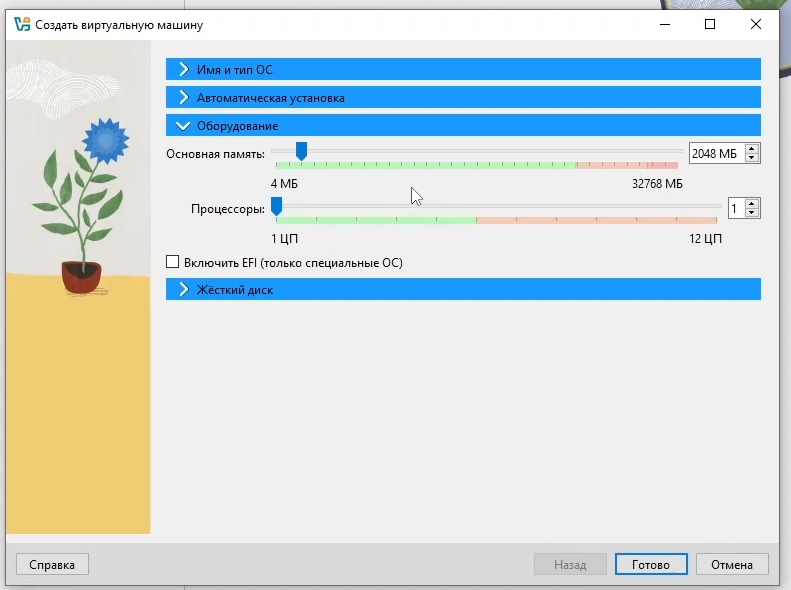 Создать виртуальную машину
Имя и тип ОС
Автоматическая установка
Оборудование
Основная память:
2048 МБ
4 МБ
32768 МБ
Процессоры:
1
1 ЦП
12 ЦП
Включить EFI (только специальные ОС)
Жёсткий диск
Справка
Назад
Готово
Отмена